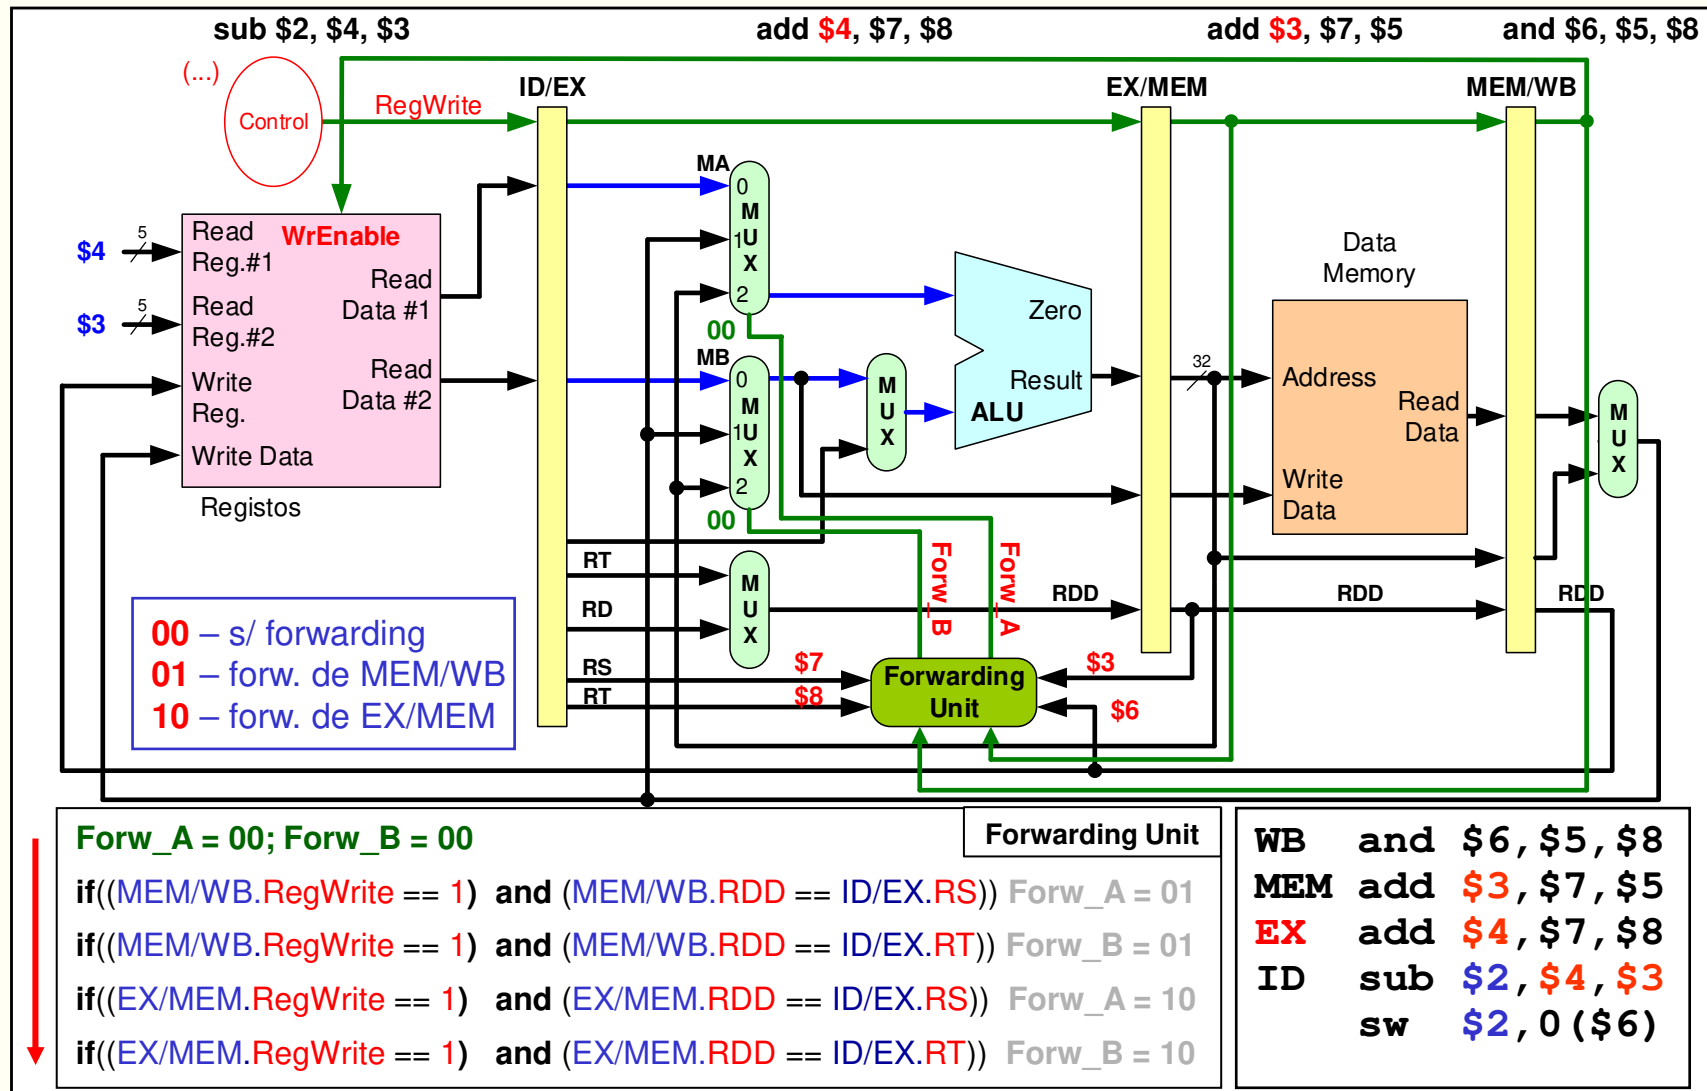 sub $2, $4, $3
add $4, $7, $8
add $3, $7, $5
and $6, $5, $8
(...)
Control
RegWrite
ID/EX
EX/MEM
MEM/WB
MA
0
M
1U
X
2
00
$4
5
$3
5
Read
Reg.#1
WrEnable
Read
Data #1
Read
Reg.#2
Read
Data #2
Write
Reg.
Write Data
Registos
MB
0
M
1U
X
2
00
M
U
X
Zero
Result
ALU
32
Data
Memory
Address
Read
Data
Write
Data
M
U
X
RT
RD
M
U
X
RDD
RDD
RDD
Forw_B
Forw_A
RS
RT
$7
$8
Forwarding
Unit
$3
$6
00 – s/ forwarding
01 – forw. de MEM/WB
10 – forw. de EX/MEM
Forwarding Unit
Forw_A = 00; Forw_B = 00
if((MEM/WB.RegWrite == 1) and (MEM/WB.RDD == ID/EX.RS)) Forw_A = 01
if((MEM/WB.RegWrite == 1) and (MEM/WB.RDD == ID/EX.RT)) Forw_B = 01
if((EX/MEM.RegWrite == 1) and (EX/MEM.RDD == ID/EX.RS)) Forw_A = 10
if((EX/MEM.RegWrite == 1) and (EX/MEM.RDD == ID/EX.RT)) Forw_B = 10
WB and $6,$5,$8
MEM add $3,$7,$5
EX add $4,$7,$8
ID sub $2,$4,$3
sw $2,0($6)